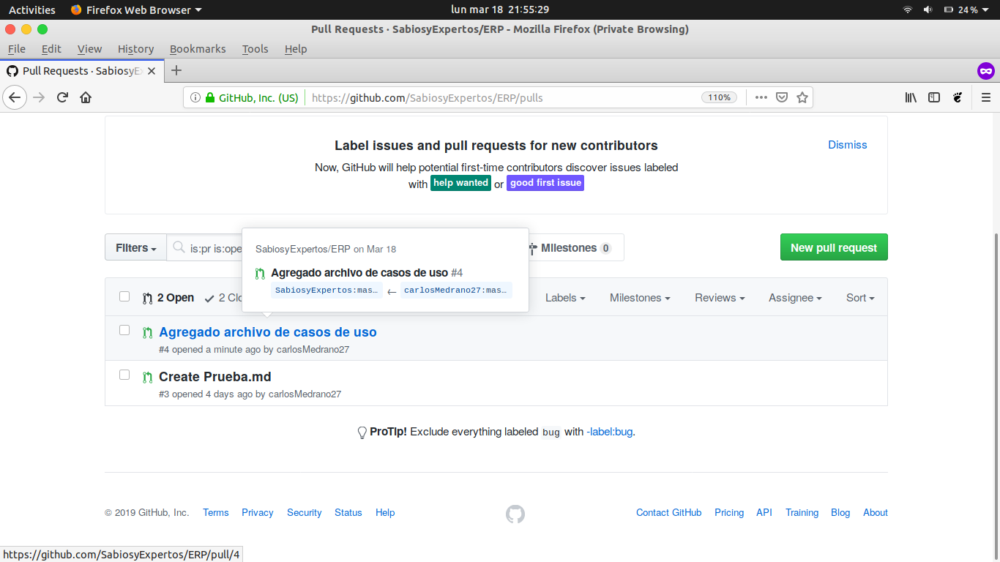 Activities Firefox Web Browser lun mar 18 21:55:29 24 %
Pull Requests · SabiosyExpertos/ERP - Mozilla Firefox (Private Browsing)
File Edit View History Bookmarks Tools Help
Pull Requests · SabiosyE
GitHub, Inc. (US) https://github.com/SabiosyExpertos/ERP/pulls 110%
Label issues and pull requests for new contributors
Dismiss
Now, GitHub will help potential first-time contributors discover issues labeled
with help wanted or good first issue
Filters is:pr is:ope Milestones 0 New pull request
SabiosyExpertos/ERP on Mar 18
Agregado archivo de casos de uso #4
SabiosyExpertos:mas… ← carlosMedrano27:mas…
2 Open 2 Clo Labels Milestones Reviews Assignee Sort
Agregado archivo de casos de uso
#4 opened a minute ago by carlosMedrano27
Create Prueba.md
#3 opened 4 days ago by carlosMedrano27
ProTip! Exclude everything labeled bug with -label:bug.
© 2019 GitHub, Inc. Terms Privacy Security Status Help Contact GitHub Pricing API Training Blog About
https://github.com/SabiosyExpertos/ERP/pull/4